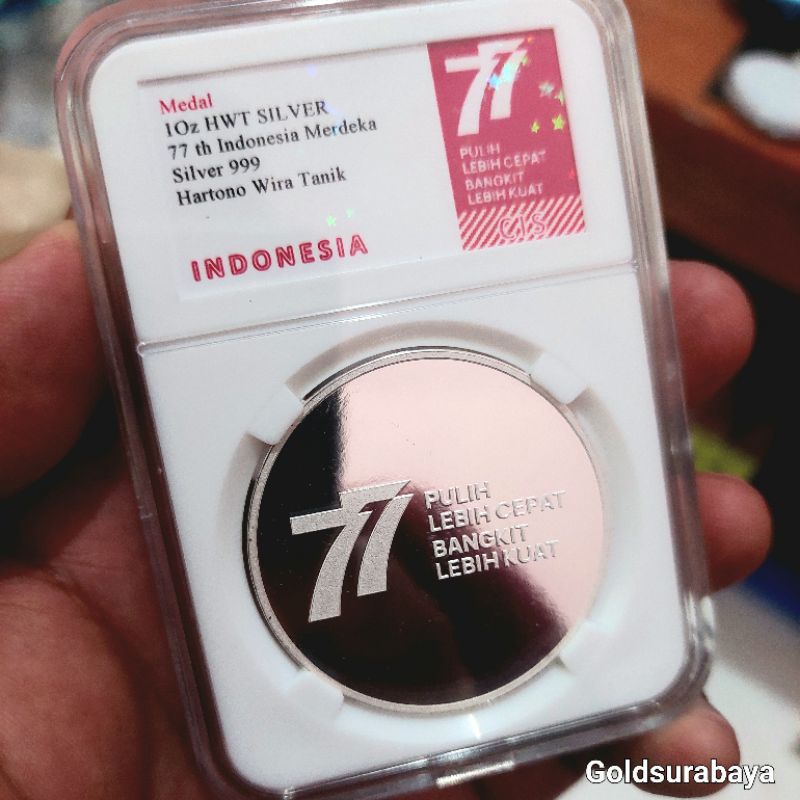 Medal
1Oz HWT SILVER
77 th Indonesia Merdeka
Silver 999
Hartono Wira Tanik
INDONESIA
77
PULIH
LEBIH CEPAT
BANGKIT
LEBIH KUAT
cis
77
PULIH
LEBIH CEPAT
BANGKIT
LEBIH KUAT
Goldsurabaya